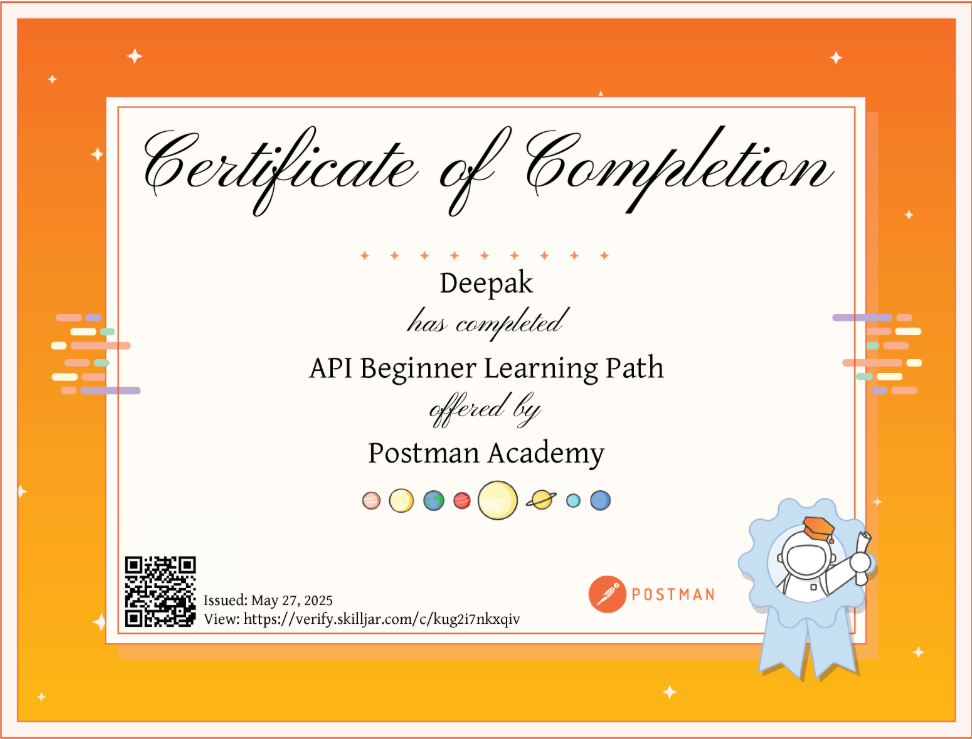 Certificate of Completion
Deepak
has completed
API Beginner Learning Path
offered by
Postman Academy
Issued: May 27, 2025
View: https://verify.skilljar.com/c/kug2i7nkxqiv
POSTMAN